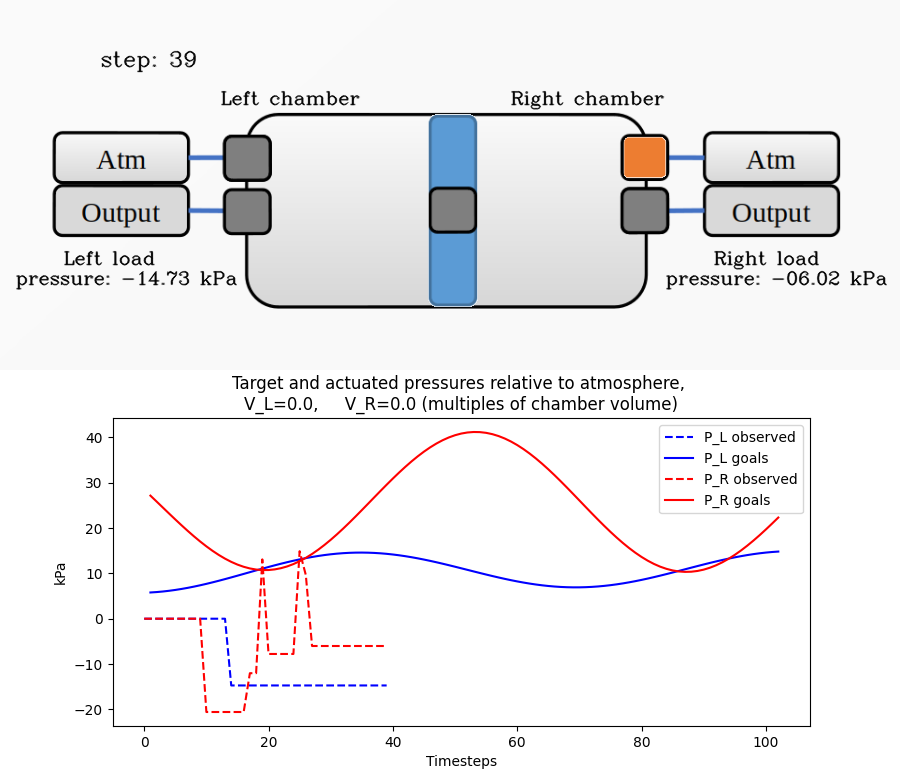 step: 39
Left chamber
Right chamber
Atm
Atm
Output
Output
Left load
pressure: −14.73 kPa
Right load
pressure: −06.02 kPa
Target and actuated pressures relative to atmosphere,
V_L=0.0, V_R=0.0 (multiples of chamber volume)
kPa
40
30
20
10
0
−10
−20
P_L observed
P_L goals
P_R observed
P_R goals
0
20
40
60
80
100
Timesteps